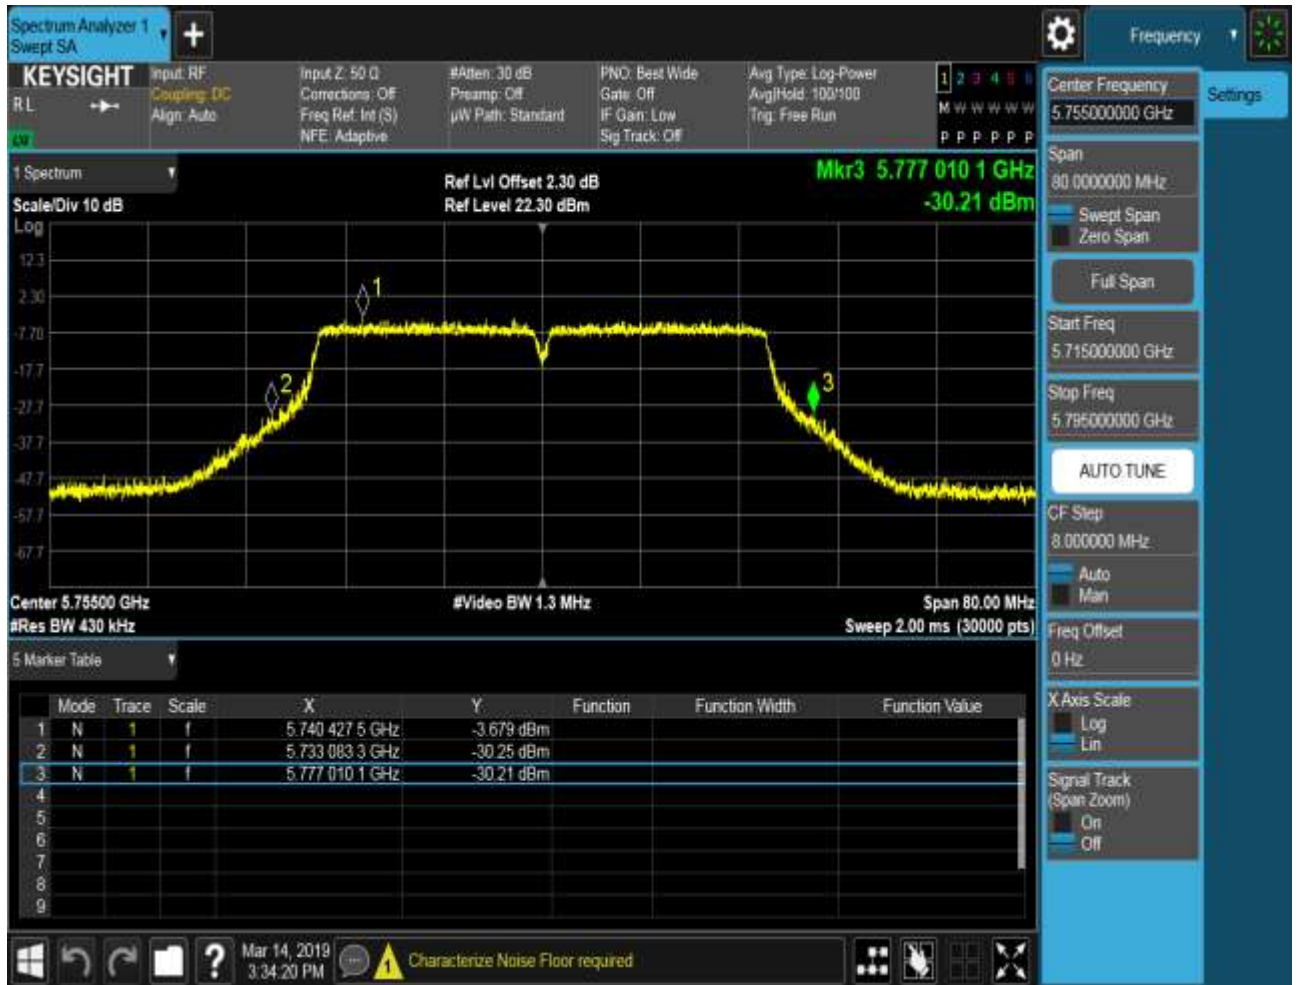 Spectrum Analyzer 1
Swept SA
+
Frequency
KEYSIGHT
RL
Input: RF
Coupling: DC
Align: Auto
Input Z: 50 Ω
Corrections: Off
Freq Ref: Int (S)
NFE: Adaptive
#Atten: 30 dB
Preamp: Off
µW Path: Standard
PNO: Best Wide
Gate: Off
IF Gain: Low
Sig Track: Off
Avg Type: Log-Power
Avg|Hold: 100/100
Trig: Free Run
1 2 3 4 5 6
M W W W W W
P P P P P P
1 Spectrum
Scale/Div 10 dB
Ref Lvl Offset 2.30 dB
Ref Level 22.30 dBm
Mkr3 5.777 010 1 GHz
-30.21 dBm
Log
12.3
2.30
-7.70
-17.7
-27.7
-37.7
-47.7
-57.7
-67.7
1
2
3
Center 5.75500 GHz
#Video BW 1.3 MHz
Span 80.00 MHz
#Res BW 430 kHz
Sweep 2.00 ms (30000 pts)
5 Marker Table
Mode Trace Scale X Y Function Function Width Function Value
1 N 1 f 5.740 427 5 GHz -3.679 dBm
2 N 1 f 5.733 083 3 GHz -30.25 dBm
3 N 1 f 5.777 010 1 GHz -30.21 dBm
4
5
6
7
8
9
?
Mar 14, 2019
3:34:20 PM
1
Characterize Noise Floor required
Center Frequency
5.755000000 GHz
Settings
Span
80.0000000 MHz
Swept Span
Zero Span
Full Span
Start Freq
5.715000000 GHz
Stop Freq
5.795000000 GHz
AUTO TUNE
CF Step
8.000000 MHz
Auto
Man
Freq Offset
0 Hz
X Axis Scale
Log
Lin
Signal Track
(Span Zoom)
On
Off